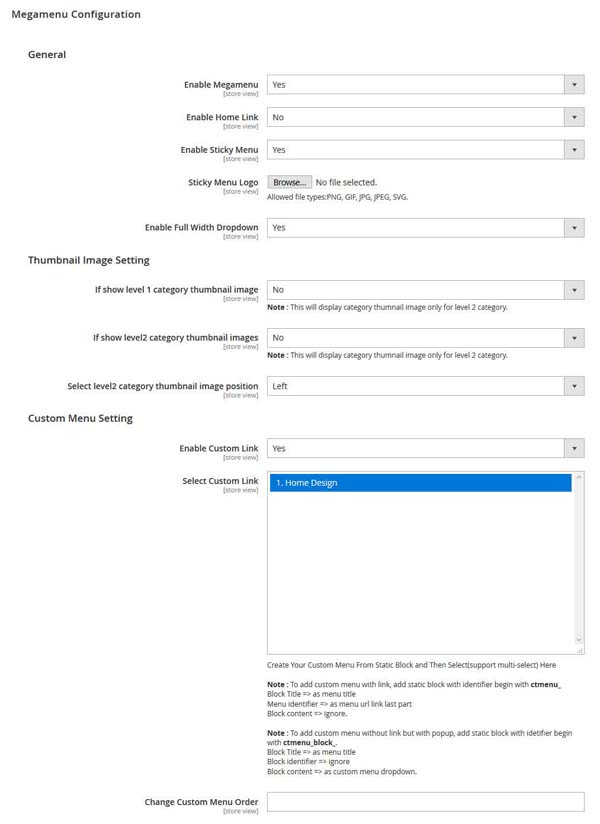 Megamenu Configuration
General
Enable Megamenu
[store view]
Yes
Enable Home Link
[store view]
No
Enable Sticky Menu
[store view]
Yes
Sticky Menu Logo
[store view]
Browse... No file selected.
Allowed file types:PNG, GIF, JPG, JPEG, SVG.
Enable Full Width Dropdown
[store view]
Yes
Thumbnail Image Setting
If show level 1 category thumbnail image
[store view]
No
Note : This will display category thumnail image only for level 2 category.
If show level2 category thumbnail images
[store view]
No
Note : This will display category thumnail image only for level 2 category.
Select level2 category thumbnail image position
[store view]
Left
Custom Menu Setting
Enable Custom Link
[store view]
Yes
Select Custom Link
[store view]
1. Home Design
Create Your Custom Menu From Static Block and Then Select(support multi-select) Here
Note : To add custom menu with link, add static block with identifier begin with ctmenu_
Block Title => as menu title
Menu identifier => as menu url link last part
Block content => ignore.
Note : To add custom menu without link but with popup, add static block with idetifier begin
with ctmenu_block_.
Block Title => as menu title
Block identifier => ignore
Block content => as custom menu dropdown.
Change Custom Menu Order
[store view]